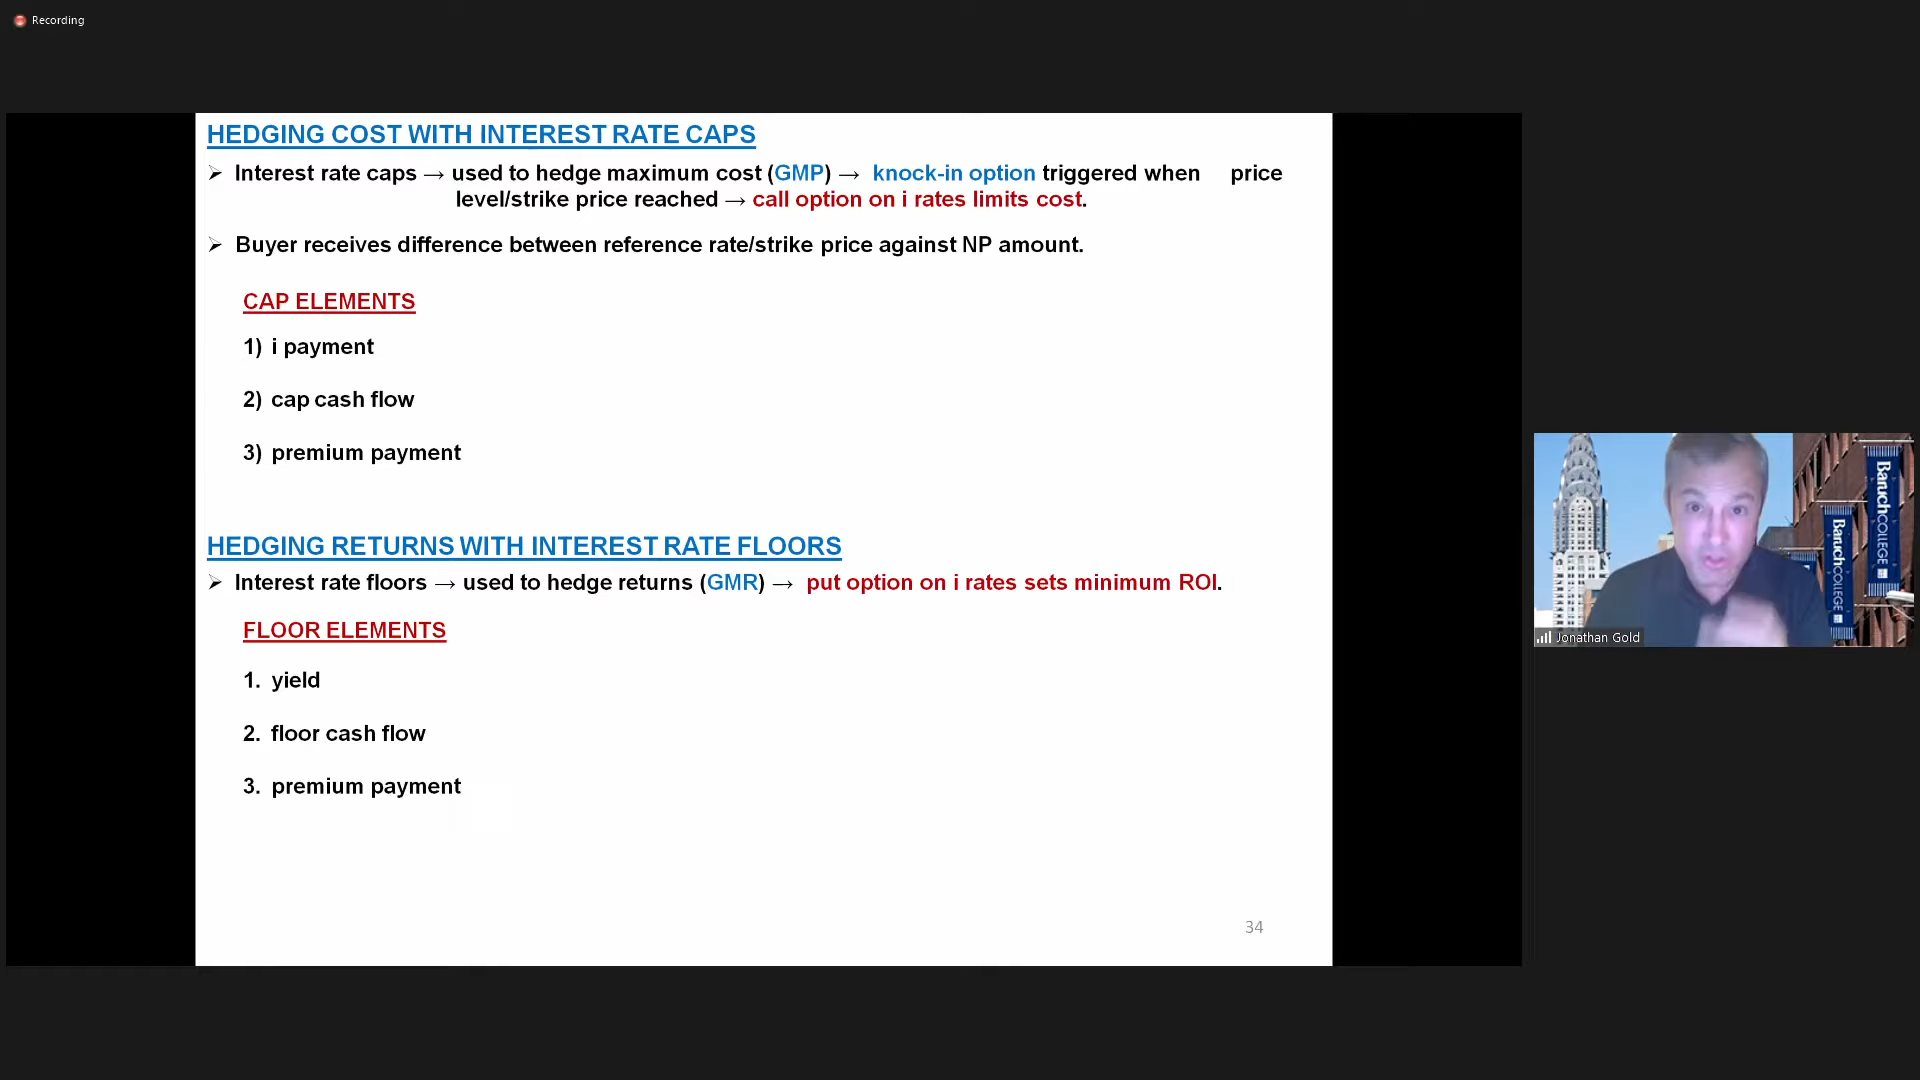 Recording
HEDGING COST WITH INTEREST RATE CAPS
➢ Interest rate caps → used to hedge maximum cost (GMP) → knock-in option triggered when price
level/strike price reached → call option on i rates limits cost.
➢ Buyer receives difference between reference rate/strike price against NP amount.
CAP ELEMENTS
1) i payment
2) cap cash flow
3) premium payment
HEDGING RETURNS WITH INTEREST RATE FLOORS
➢ Interest rate floors → used to hedge returns (GMR) → put option on i rates sets minimum ROI.
FLOOR ELEMENTS
1. yield
2. floor cash flow
3. premium payment
34
Baruch COLLEGE
Baruch COLLEGE
Jonathan Gold